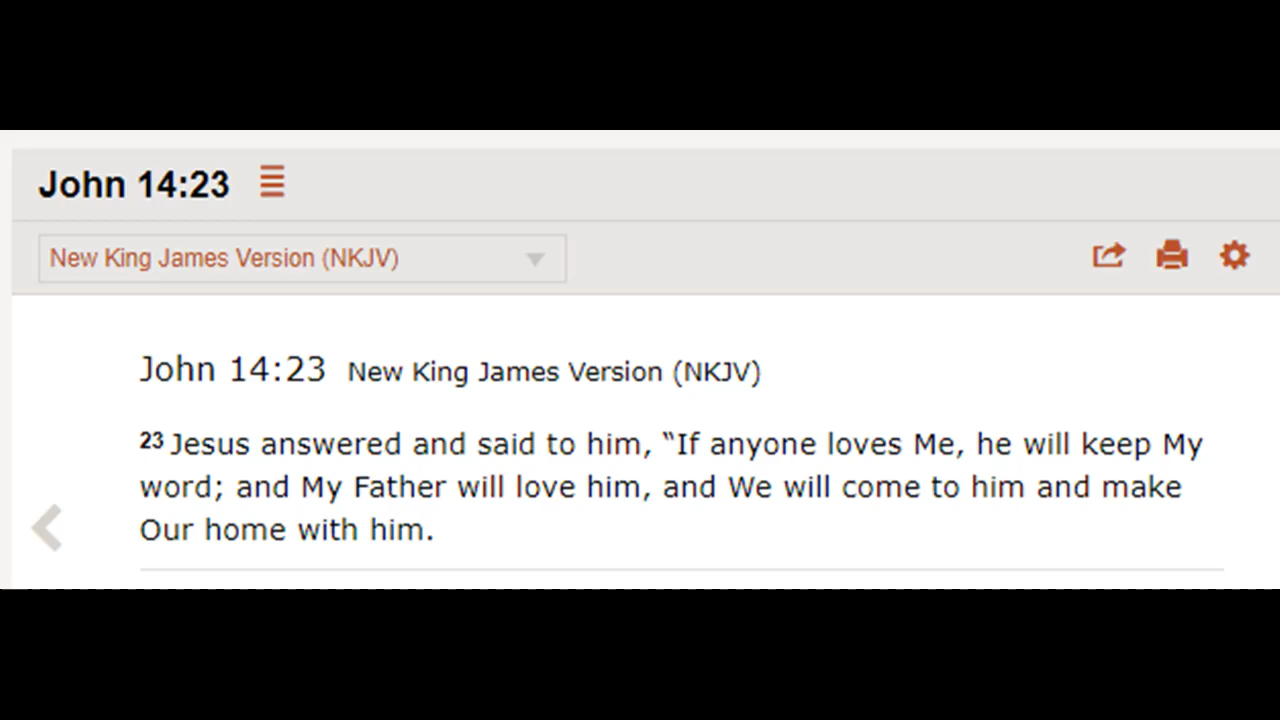 John 14:23
New King James Version (NKJV)
John 14:23 New King James Version (NKJV)
23 Jesus answered and said to him, “If anyone loves Me, he will keep My
word; and My Father will love him, and We will come to him and make
Our home with him.